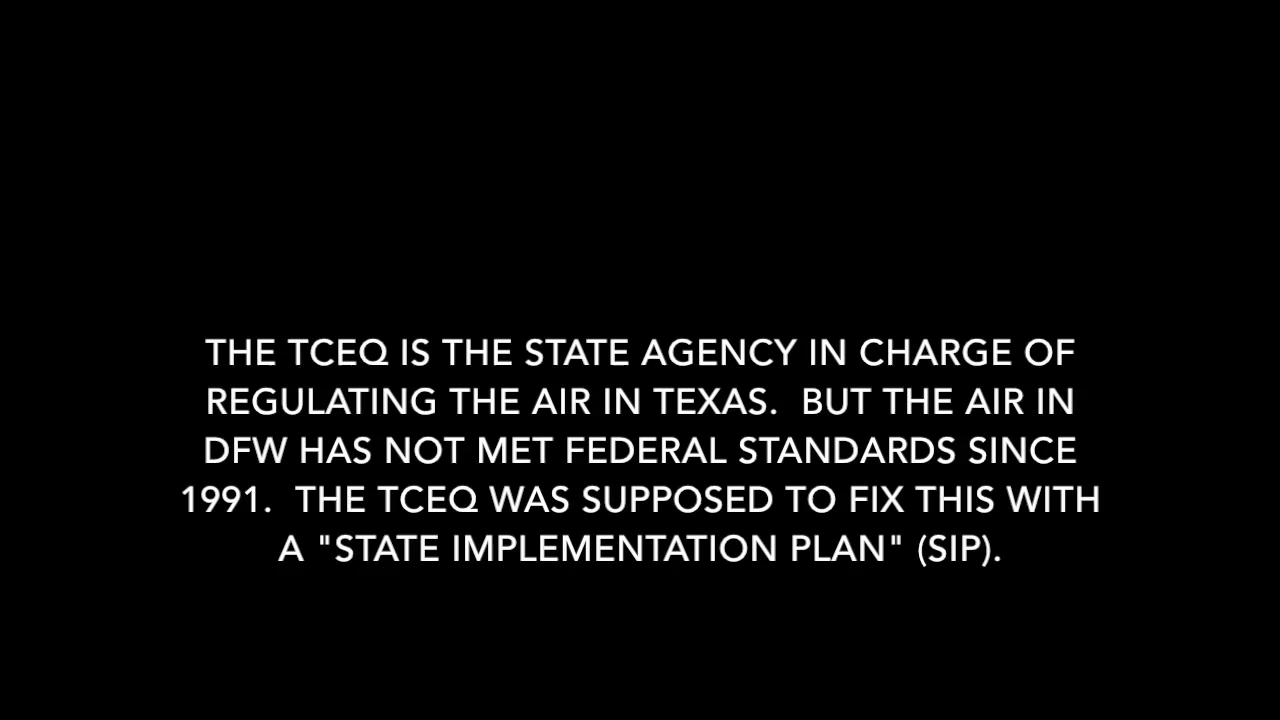 THE TCEQ IS THE STATE AGENCY IN CHARGE OF
REGULATING THE AIR IN TEXAS.  BUT THE AIR IN
DFW HAS NOT MET FEDERAL STANDARDS SINCE
1991.  THE TCEQ WAS SUPPOSED TO FIX THIS WITH
A "STATE IMPLEMENTATION PLAN" (SIP).